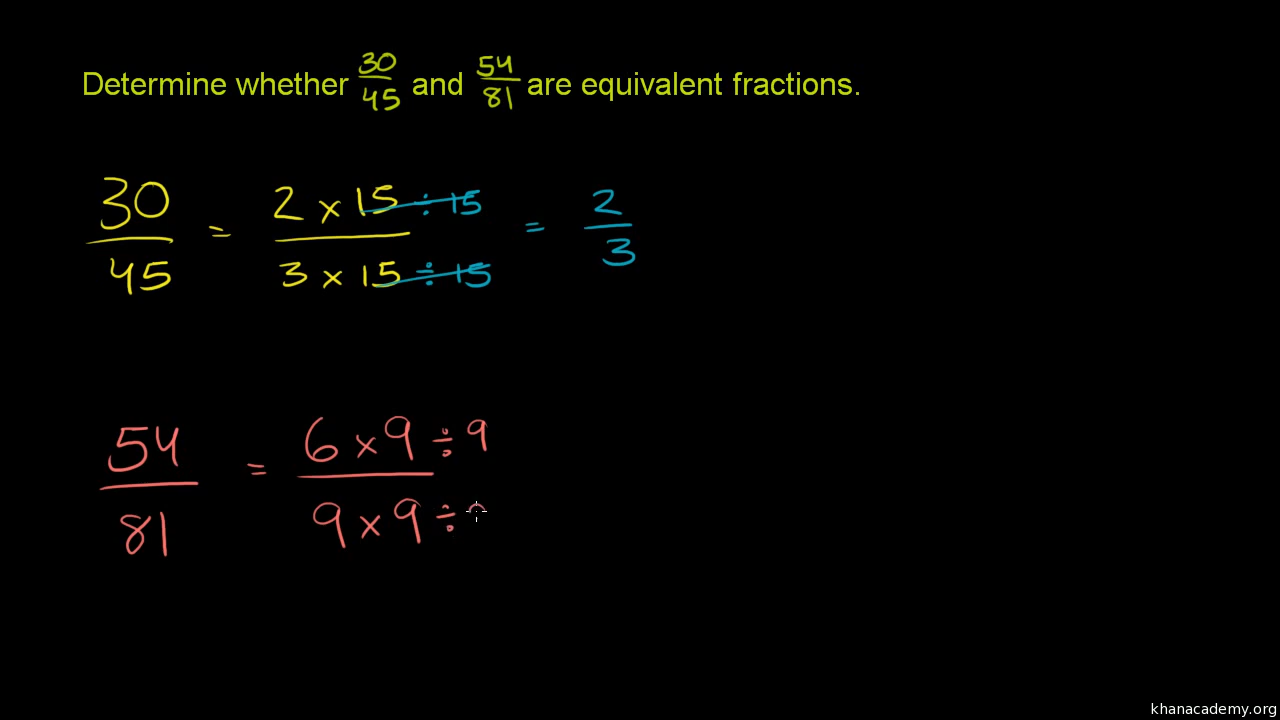 Determine whether 30/45 and 54/81 are equivalent fractions.
30/45 = 2 × 15 ÷ 15 / 3 × 15 ÷ 15 = 2/3
54/81 = 6 × 9 ÷ 9 / 9 × 9 ÷
khanacademy.org